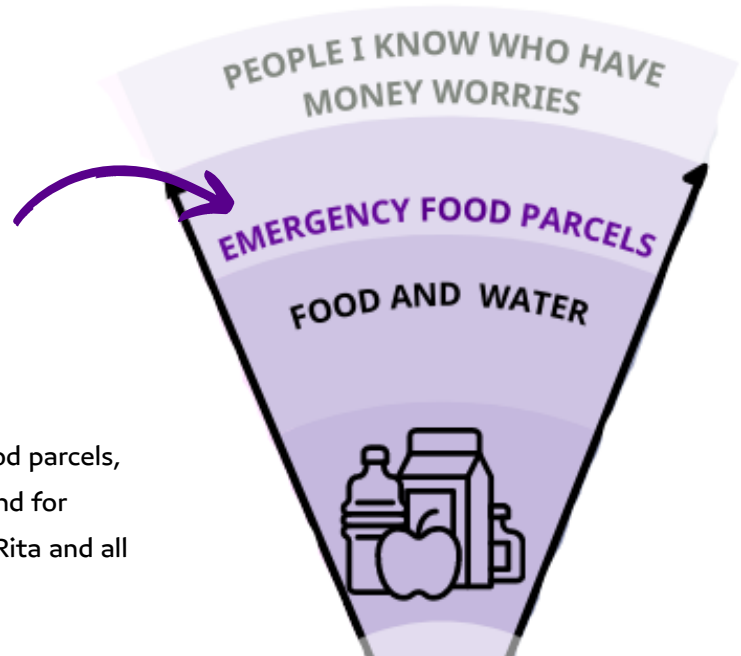 PEOPLE I KNOW WHO HAVE
MONEY WORRIES
EMERGENCY FOOD PARCELS
FOOD AND WATER
od parcels,
nd for
Rita and all